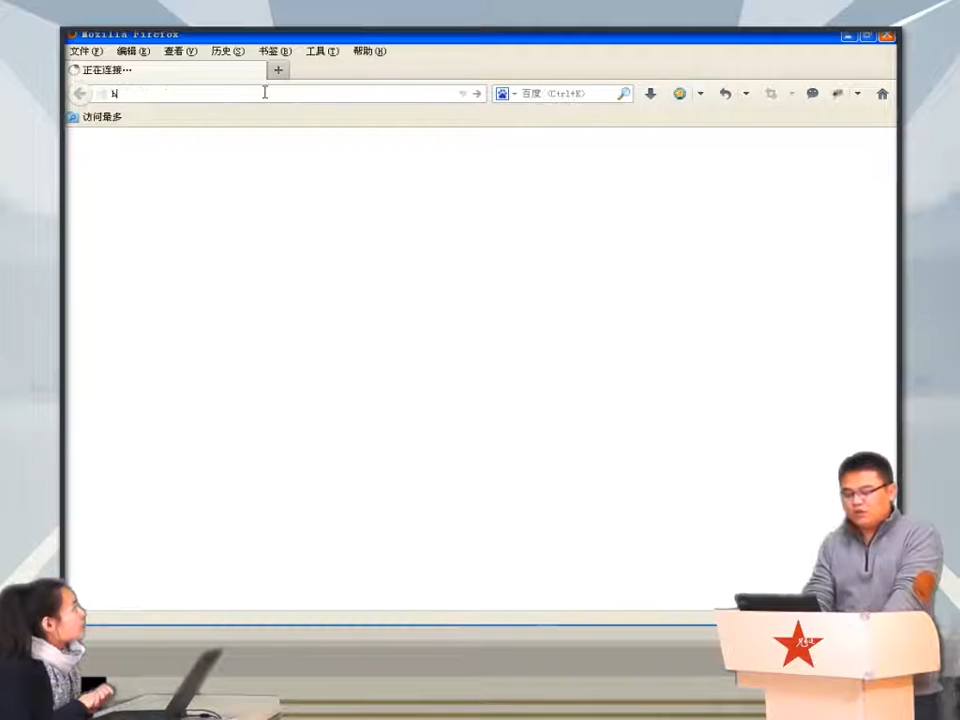 Mozilla Firefox
文件(F) 编辑(E) 查看(V) 历史(S) 书签(B) 工具(T) 帮助(H)
正在连接…
百度 (Ctrl+K)
访问最多